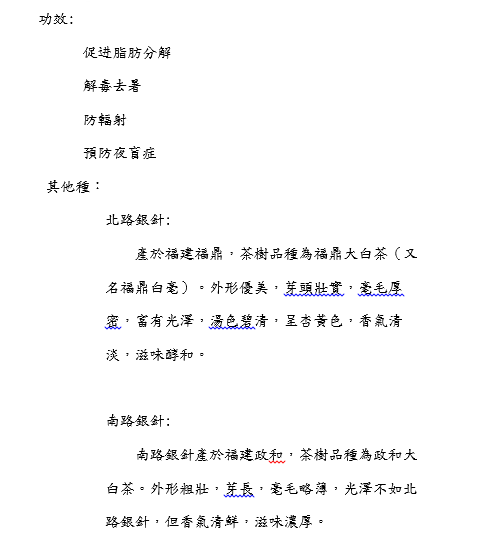 功效:
促进脂肪分解
解毒去暑
防輻射
預防夜盲症
其他種：
北路銀針:
產於福建福鼎，茶樹品種為福鼎大白茶（又
名福鼎白毫）。外形優美，芽頭壯實，毫毛厚
密，富有光澤，湯色碧清，呈杏黃色，香氣清
淡，滋味醇和。
南路銀針:
南路銀針產於福建政和，茶樹品種為政和大
白茶。外形粗壯，芽長，毫毛略薄，光澤不如北
路銀針，但香氣清鮮，滋味濃厚。